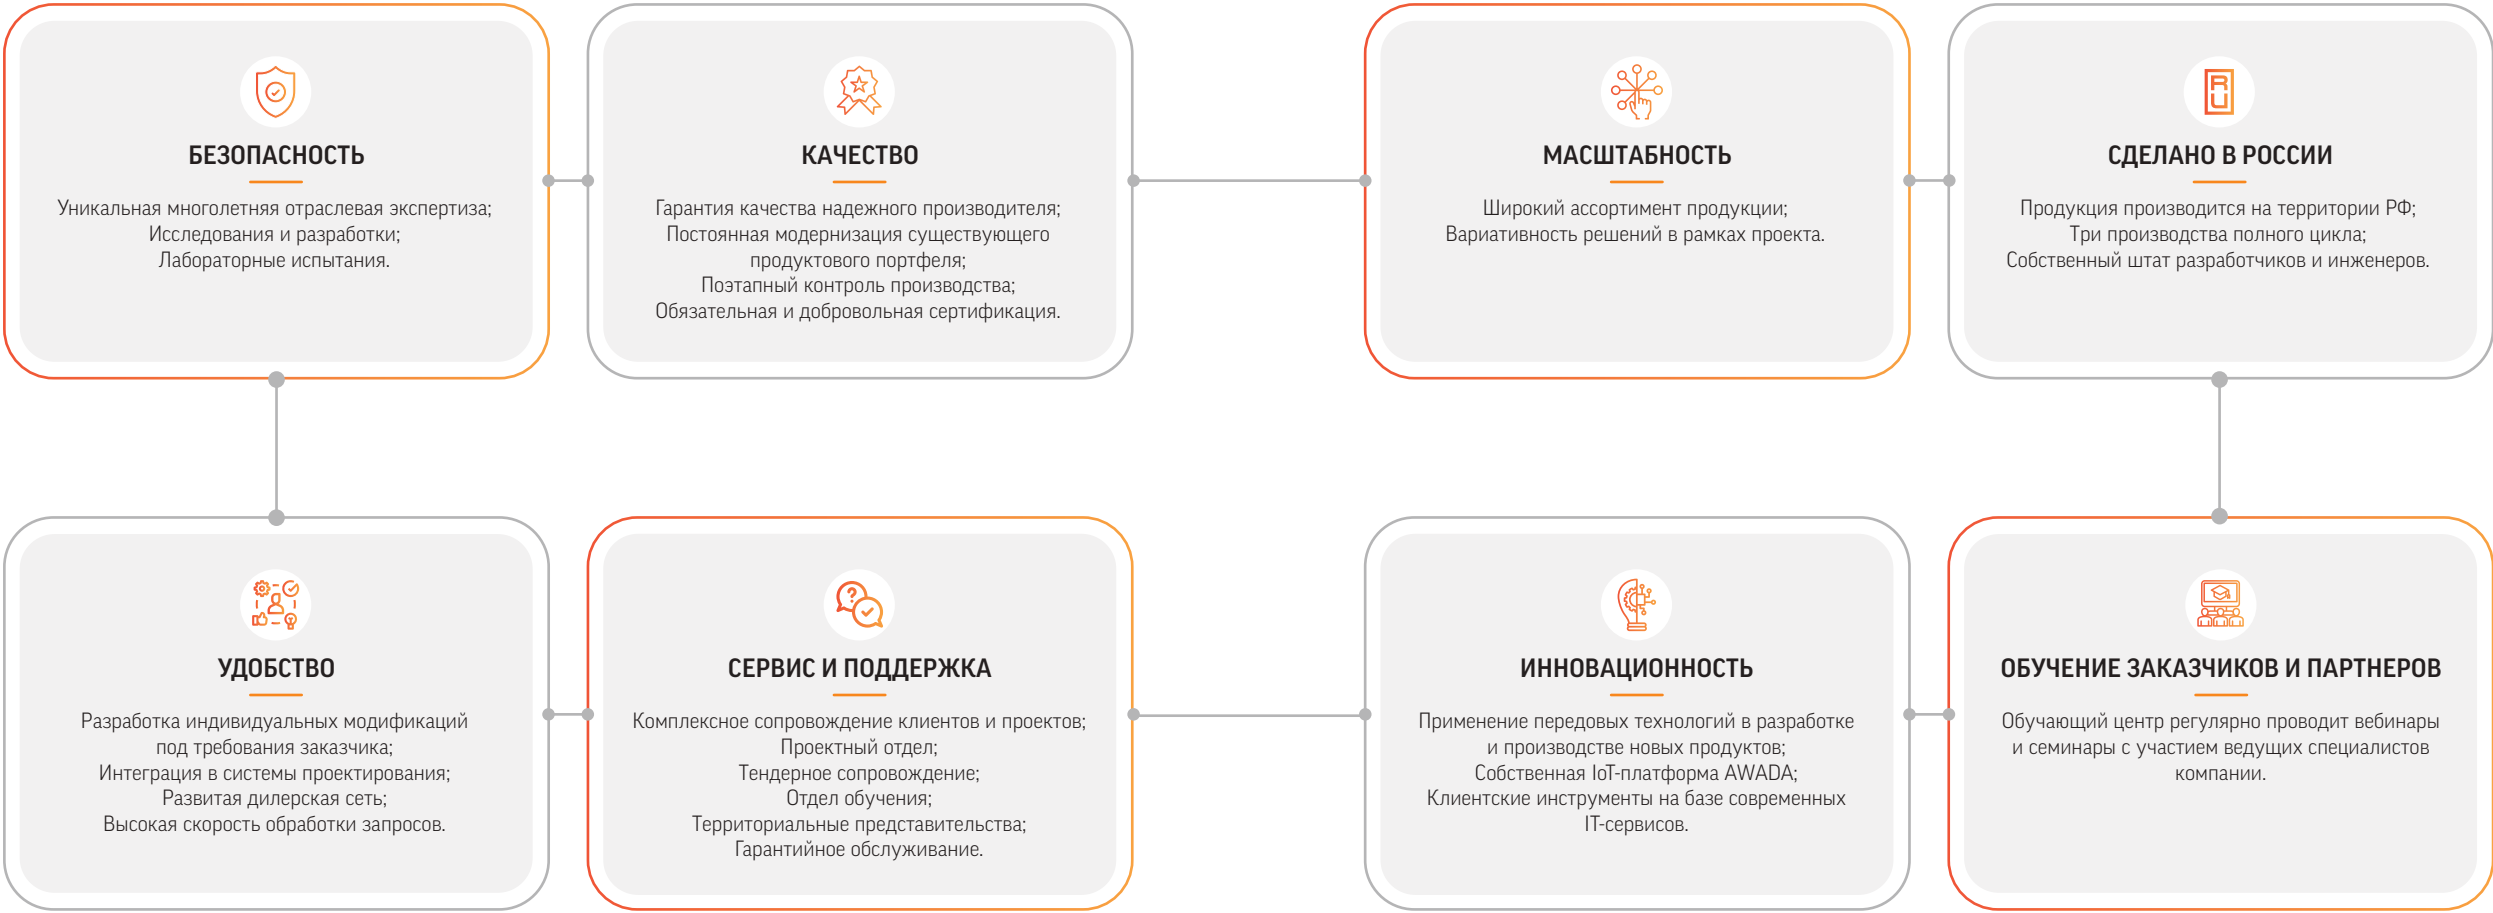 БЕЗОПАСНОСТЬ
Уникальная многолетняя отраслевая экспертиза;
Исследования и разработки;
Лабораторные испытания.
КАЧЕСТВО
Гарантия качества надежного производителя;
Постоянная модернизация существующего
продуктового портфеля;
Поэтапный контроль производства;
Обязательная и добровольная сертификация.
МАСШТАБНОСТЬ
Широкий ассортимент продукции;
Вариативность решений в рамках проекта.
RU
СДЕЛАНО В РОССИИ
Продукция производится на территории РФ;
Три производства полного цикла;
Собственный штат разработчиков и инженеров.
УДОБСТВО
Разработка индивидуальных модификаций
под требования заказчика;
Интеграция в системы проектирования;
Развитая дилерская сеть;
Высокая скорость обработки запросов.
?
СЕРВИС И ПОДДЕРЖКА
Комплексное сопровождение клиентов и проектов;
Проектный отдел;
Тендерное сопровождение;
Отдел обучения;
Территориальные представительства;
Гарантийное обслуживание.
ИННОВАЦИОННОСТЬ
Применение передовых технологий в разработке
и производстве новых продуктов;
Собственная IoT-платформа AWADA;
Клиентские инструменты на базе современных
IT-сервисов.
ОБУЧЕНИЕ ЗАКАЗЧИКОВ И ПАРТНЕРОВ
Обучающий центр регулярно проводит вебинары
и семинары с участием ведущих специалистов
компании.